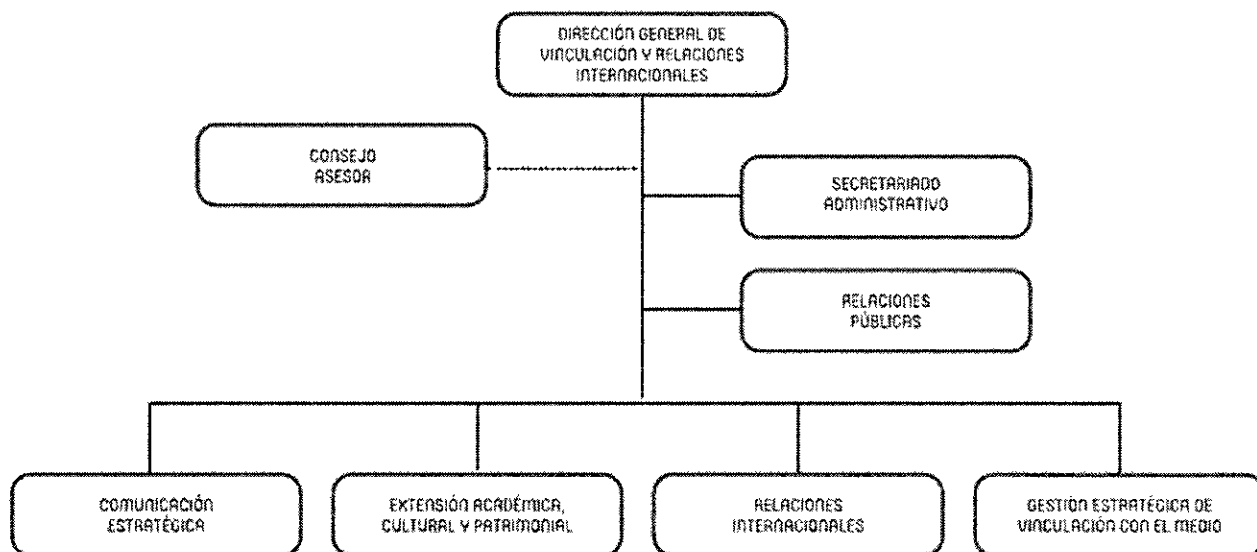 DIRECCIÓN GENERAL DE
VINCULACIÓN Y RELACIONES
INTERNACIONALES
CONSEJO
ASESOR
SECRETARIADO
ADMINISTRATIVO
RELACIONES
PÚBLICAS
COMUNICACIÓN
ESTRATÉGICA
EXTENSIÓN ACADÉMICA,
CULTURAL Y PATRIMONIAL
RELACIONES
INTERNACIONALES
GESTIÓN ESTRATÉGICA DE
VINCULACIÓN CON EL MEDIO